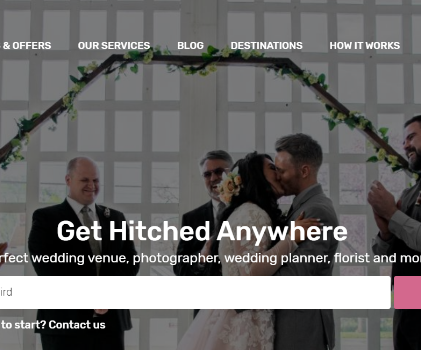 & OFFERS OUR SERVICES BLOG DESTINATIONS HOW IT WORKS
Get Hitched Anywhere
rfect wedding venue, photographer, wedding planner, florist and mor
ird
to start? Contact us